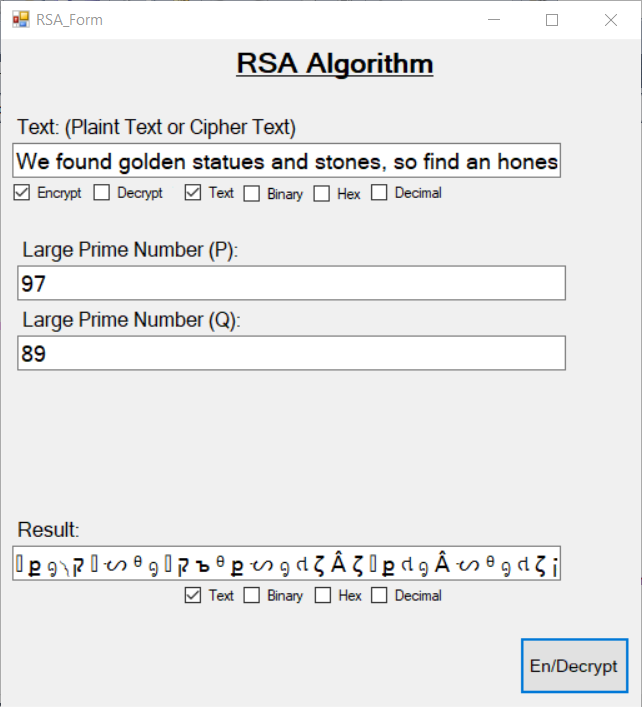 RSA_Form
RSA Algorithm
Text: (Plaint Text or Cipher Text)
We found golden statues and stones, so find an hones
Encrypt Decrypt Text Binary Hex Decimal
Large Prime Number (P):
97
Large Prime Number (Q):
89
Result:
Text Binary Hex Decimal
En/Decrypt